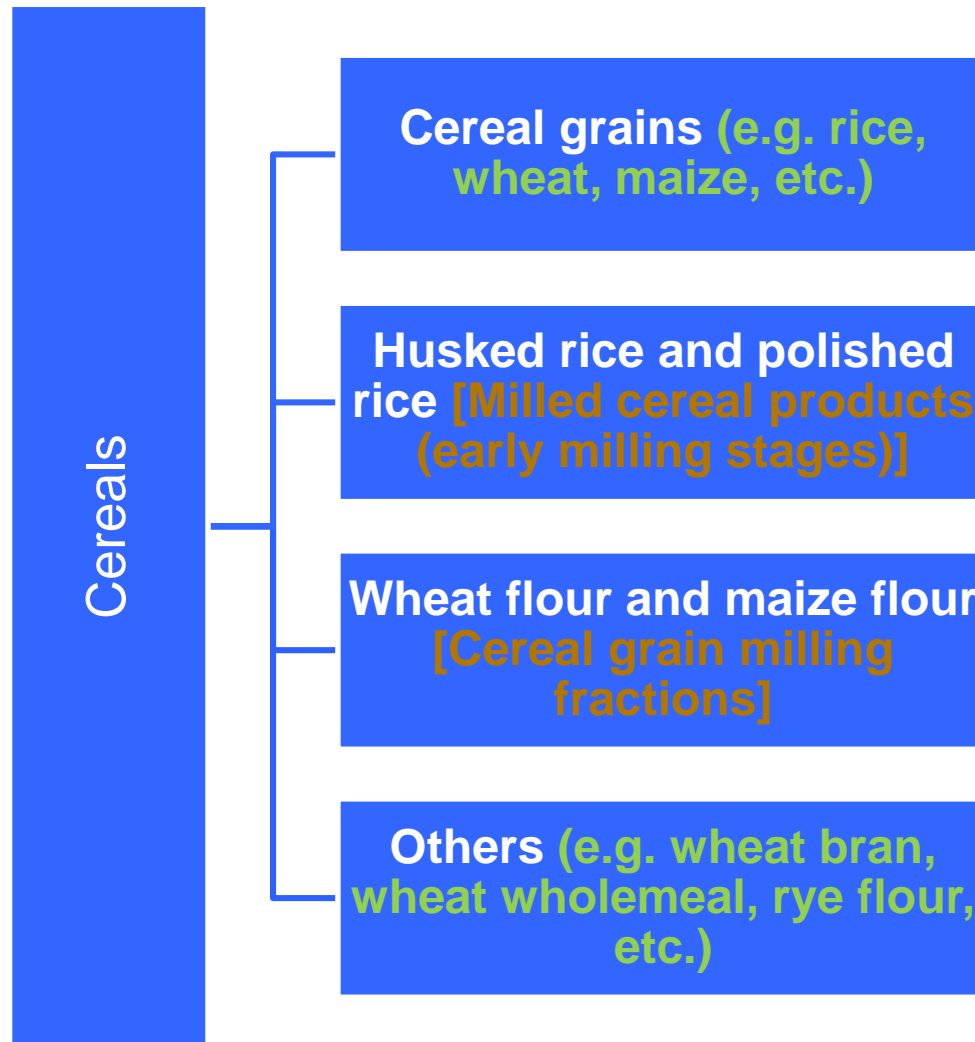 Cereals
Cereal grains (e.g. rice,
wheat, maize, etc.)
Husked rice and polished
rice [Milled cereal products
(early milling stages)]
Wheat flour and maize flour
[Cereal grain milling
fractions]
Others (e.g. wheat bran,
wheat wholemeal, rye flour,
etc.)